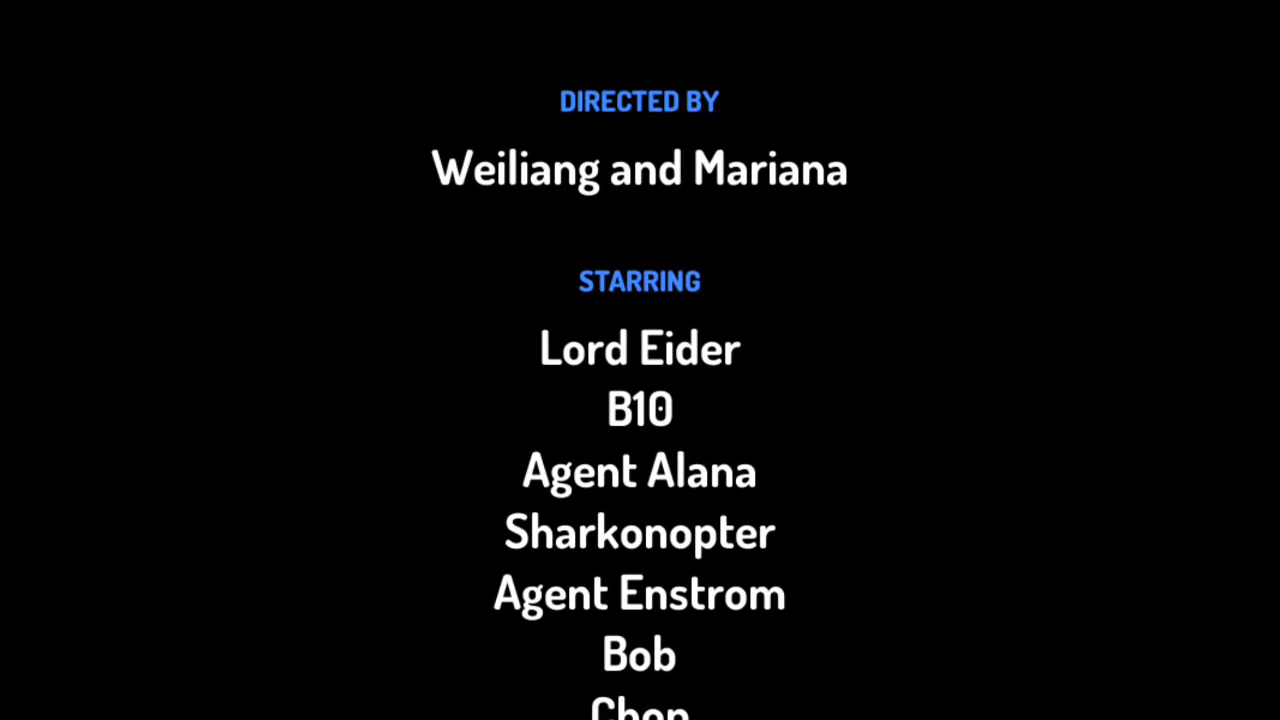 DIRECTED BY
Weiliang and Mariana
STARRING
Lord Eider
B10
Agent Alana
Sharkonopter
Agent Enstrom
Bob